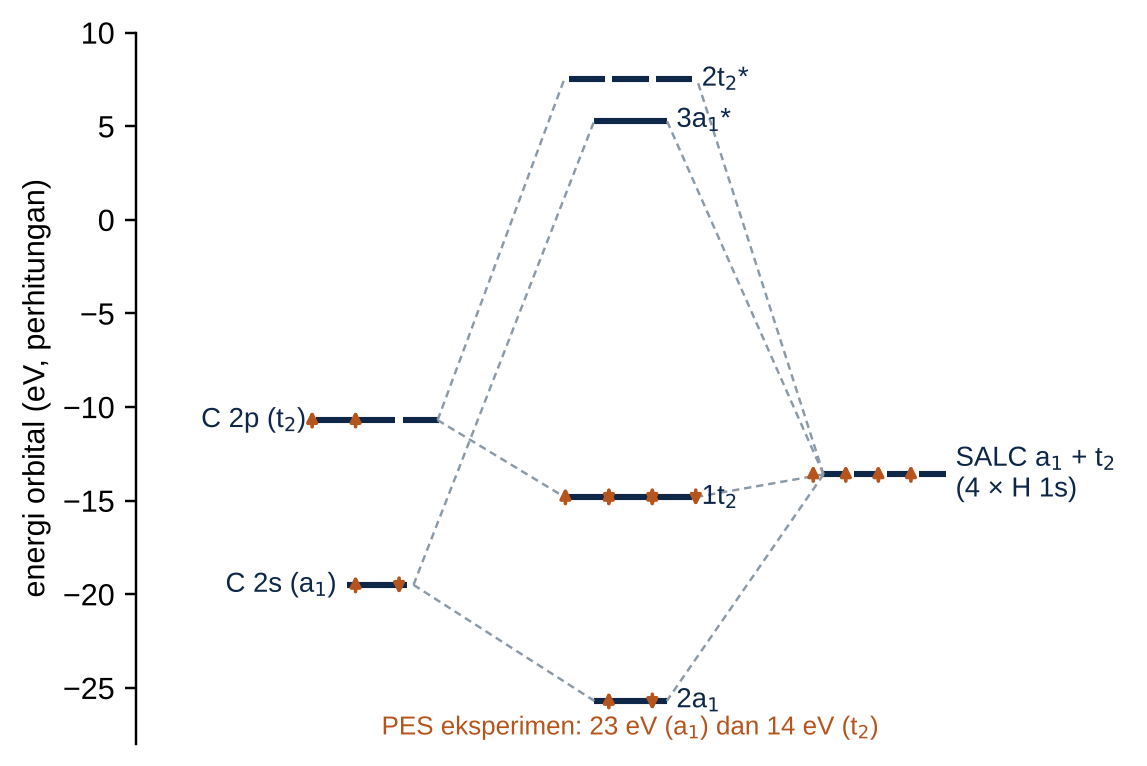 10
5
0
−5
−10
−15
−20
−25
energi orbital (eV, perhitungan)
2t₂*
3a₁*
C 2p (t₂)
SALC a₁ + t₂
(4 × H 1s)
1t₂
C 2s (a₁)
2a₁
PES eksperimen: 23 eV (a₁) dan 14 eV (t₂)